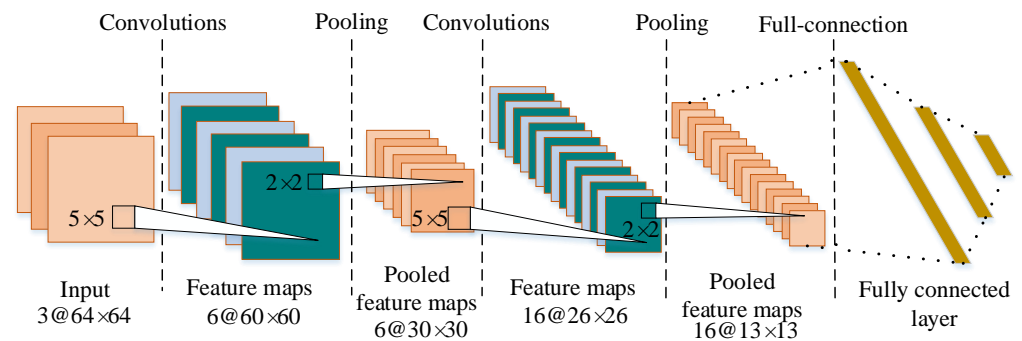 Convolutions
Pooling
Convolutions
Pooling
Full-connection
5×5
2×2
5×5
2×2
Input
3@64×64
Feature maps
6@60×60
Pooled
feature maps
6@30×30
Feature maps
16@26×26
Pooled
feature maps
16@13×13
Fully connected
layer